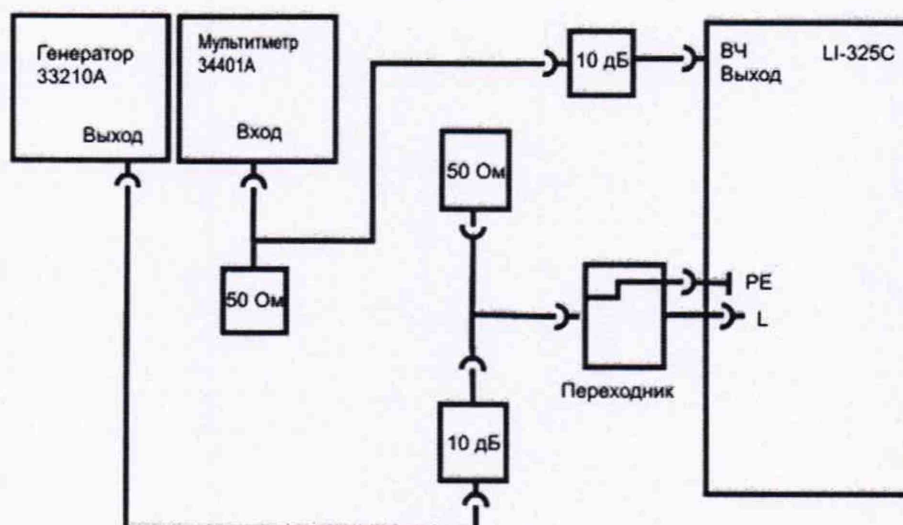 Генератор
33210A
Выход
Мультитметр
34401A
Вход
10 дБ
ВЧ
Выход
LI-325C
50 Ом
50 Ом
PE
L
Переходник
10 дБ